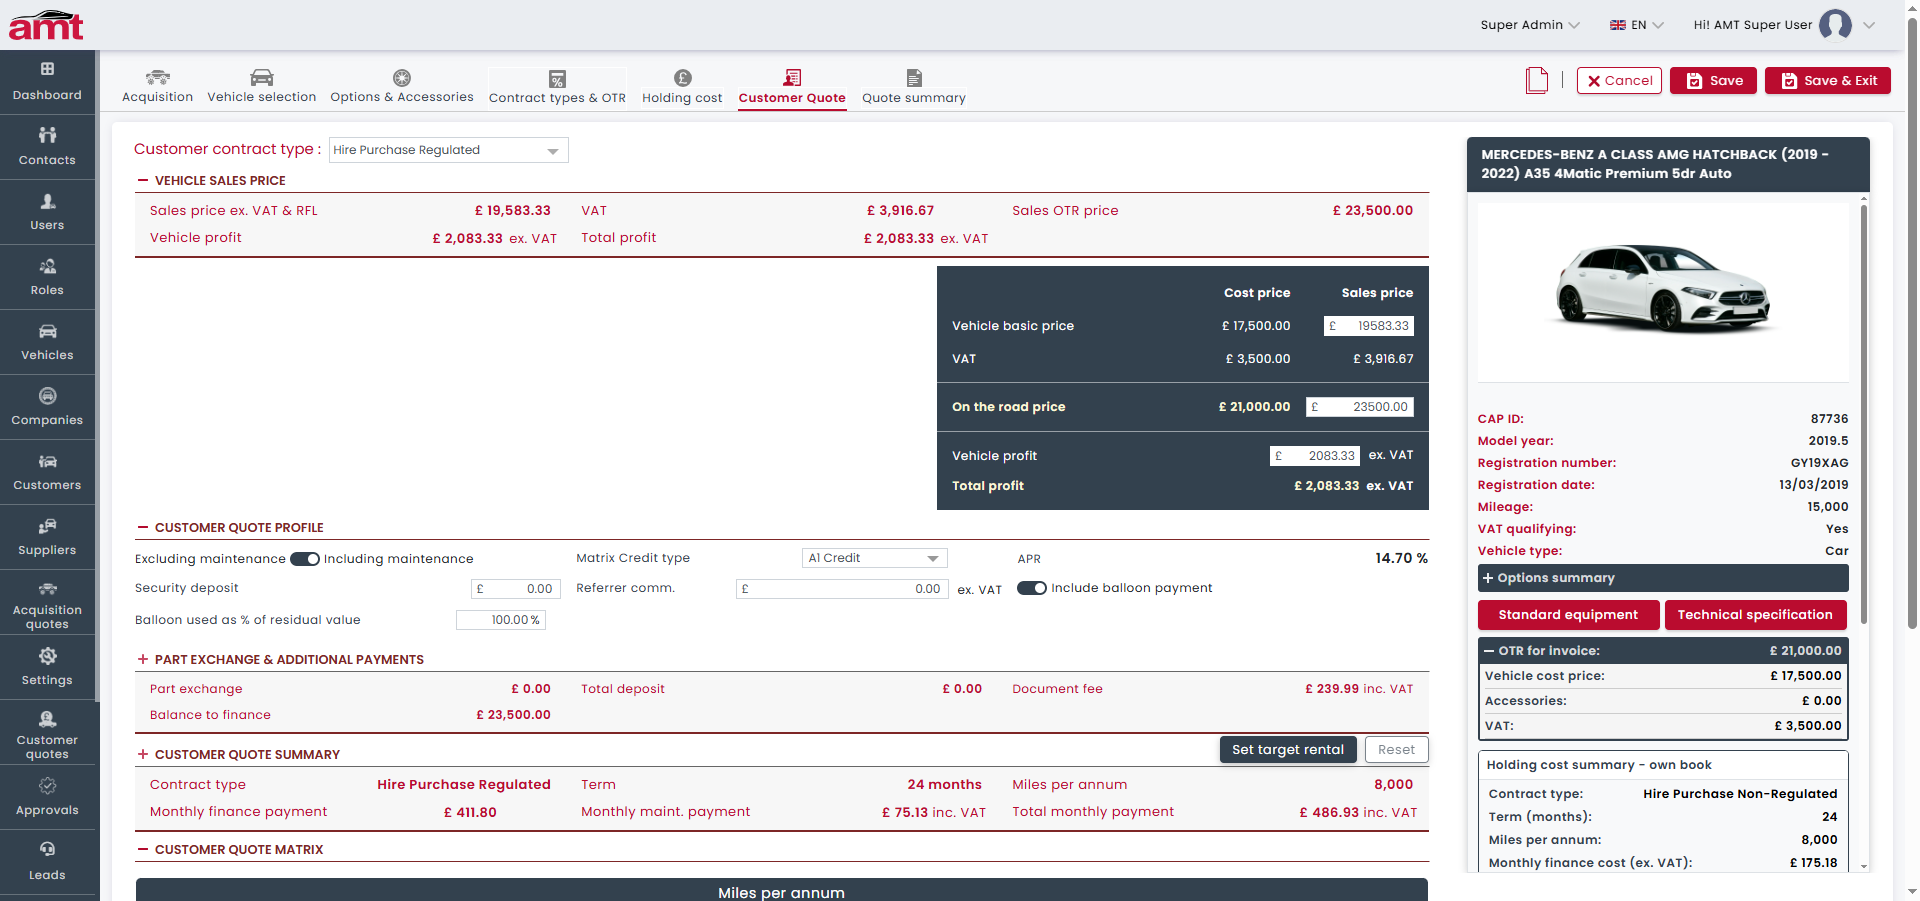 amt
Super Admin
EN
Hi! AMT Super User
Dashboard
Contacts
Users
Roles
Vehicles
Companies
Customers
Suppliers
Acquisition
quotes
Settings
Customer
quotes
Approvals
Leads
Acquisition
Vehicle selection
Options & Accessories
Contract types & OTR
Holding cost
Customer Quote
Quote summary
Cancel
Save
Save & Exit
Customer contract type : Hire Purchase Regulated
VEHICLE SALES PRICE
Sales price ex. VAT & RFL £ 19,583.33 VAT £ 3,916.67 Sales OTR price £ 23,500.00
Vehicle profit £ 2,083.33 ex. VAT Total profit £ 2,083.33 ex. VAT
Cost price Sales price
Vehicle basic price £ 17,500.00 £ 19583.33
VAT £ 3,500.00 £ 3,916.67
On the road price £ 21,000.00 £ 23500.00
Vehicle profit £ 2083.33 ex. VAT
Total profit £ 2,083.33 ex. VAT
CUSTOMER QUOTE PROFILE
Excluding maintenance Including maintenance Matrix Credit type A1 Credit APR 14.70 %
Security deposit £ 0.00 Referrer comm. £ 0.00 ex. VAT Include balloon payment
Balloon used as % of residual value 100.00 %
PART EXCHANGE & ADDITIONAL PAYMENTS
Part exchange £ 0.00 Total deposit £ 0.00 Document fee £ 239.99 inc. VAT
Balance to finance £ 23,500.00
CUSTOMER QUOTE SUMMARY Set target rental Reset
Contract type Hire Purchase Regulated Term 24 months Miles per annum 8,000
Monthly finance payment £ 411.80 Monthly maint. payment £ 75.13 inc. VAT Total monthly payment £ 486.93 inc. VAT
CUSTOMER QUOTE MATRIX
Miles per annum
MERCEDES-BENZ A CLASS AMG HATCHBACK (2019 -
2022) A35 4Matic Premium 5dr Auto
CAP ID: 87736
Model year: 2019.5
Registration number: GY19XAG
Registration date: 13/03/2019
Mileage: 15,000
VAT qualifying: Yes
Vehicle type: Car
Options summary
Standard equipment Technical specification
OTR for invoice: £ 21,000.00
Vehicle cost price: £ 17,500.00
Accessories: £ 0.00
VAT: £ 3,500.00
Holding cost summary - own book
Contract type: Hire Purchase Non-Regulated
Term (months): 24
Miles per annum: 8,000
Monthly finance cost (ex. VAT): £ 175.18